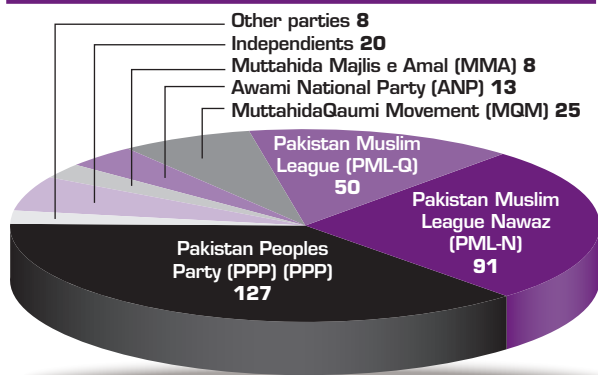 Other parties 8
Independients 20
Muttahida Majlis e Amal (MMA) 8
Awami National Party (ANP) 13
MuttahidaQaumi Movement (MQM) 25
Pakistan Muslim
League (PML-Q)
50
Pakistan Muslim
League Nawaz
(PML-N)
91
Pakistan Peoples
Party (PPP) (PPP)
127